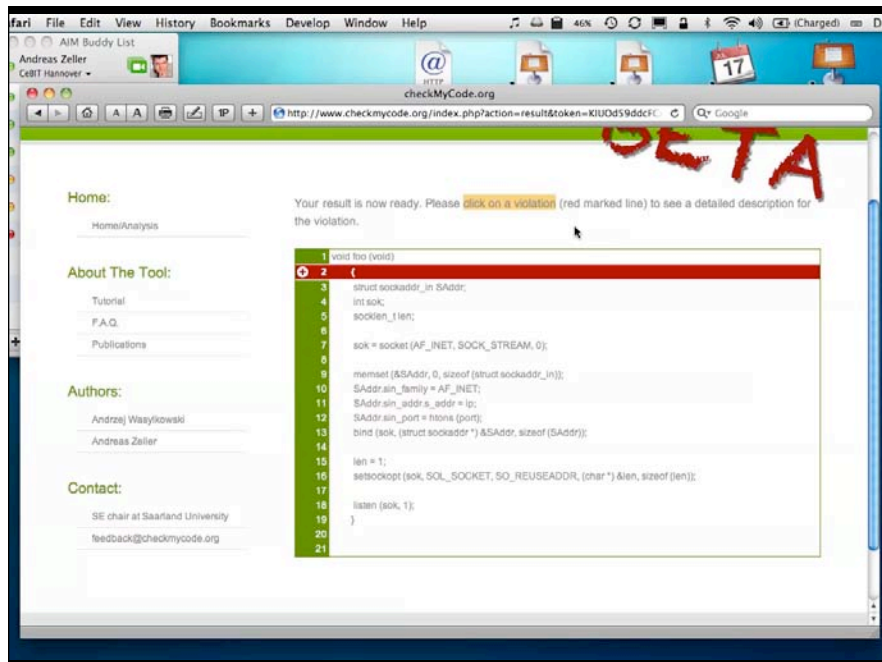 fari File Edit View History Bookmarks Develop Window Help 46% (Charged) D
AIM Buddy List
Andreas Zeller
CeBIT Hannover
@
HTTP
17
checkMyCode.org
A A 1P + http://www.checkmycode.org/index.php?action=result&token=KIUOdS9ddcFC Google
BETA
Home:
Home/Analysis
About The Tool:
Tutorial
F.A.Q.
Publications
Authors:
Andrzej Wasylkowski
Andreas Zeller
Contact:
SE chair at Saarland University
feedback@checkmycode.org
Your result is now ready. Please click on a violation (red marked line) to see a detailed description for
the violation.
1 void foo (void)
2 {
3 struct sockaddr_in SAddr;
4 int sok;
5 socklen_t len;
6
7 sok = socket (AF_INET, SOCK_STREAM, 0);
8
9 memset (&SAddr, 0, sizeof (struct sockaddr_in));
10 SAddr.sin_family = AF_INET;
11 SAddr.sin_addr.s_addr = ip;
12 SAddr.sin_port = htons (port);
13 bind (sok, (struct sockaddr *) &SAddr, sizeof (SAddr));
14
15 len = 1;
16 setsockopt (sok, SOL_SOCKET, SO_REUSEADDR, (char *) &len, sizeof (len));
17
18 listen (sok, 1);
19 }
20
21